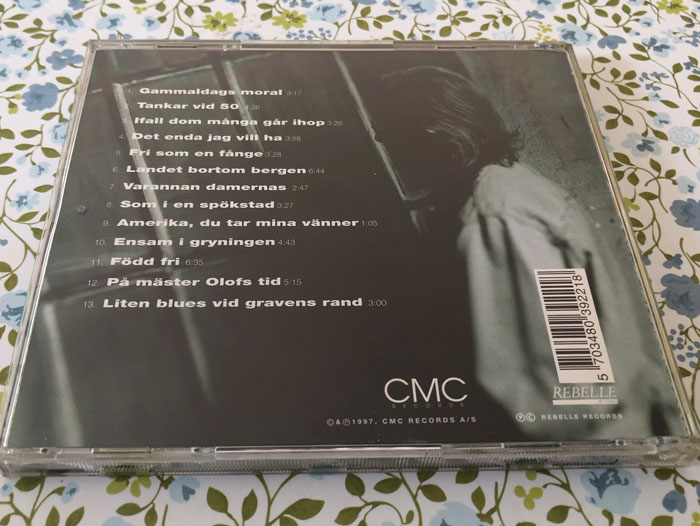 1. Gammaldags moral 3:17
2. Tankar vid 50 4:26
3. Ifall dom många går ihop 3:26
4. Det enda jag vill ha 3:58
5. Fri som en fånge 3:28
6. Landet bortom bergen 6:44
7. Varannan damernas 2:47
8. Som i en spökstad 3:27
9. Amerika, du tar mina vänner 1:05
10. Ensam i gryningen 4:43
11. Född fri 6:35
12. På mäster Olofs tid 5:15
13. Liten blues vid gravens rand 3:00
5 703480 392218
CMC
RECORDS
REBELLE
©&℗1997, CMC RECORDS A/S
℗© REBELLE RECORDS